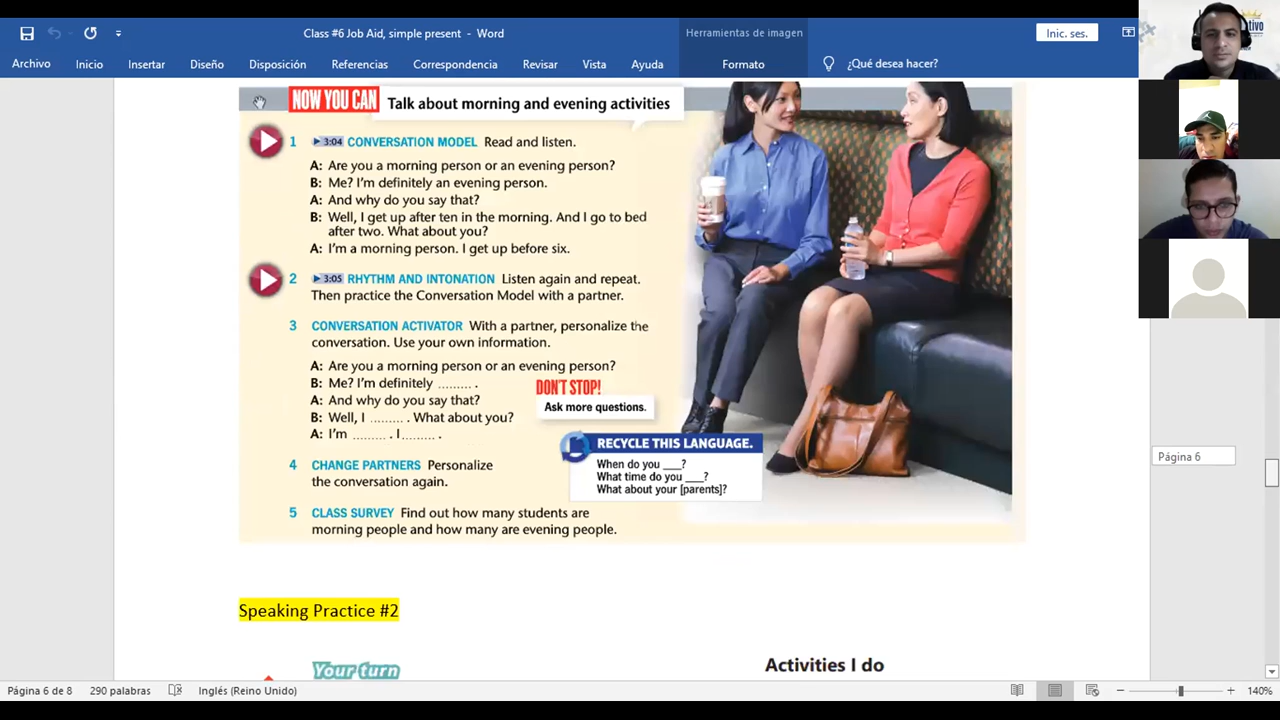 Class #6 Job Aid, simple present - Word
Herramientas de imagen
Inic. ses.
Archivo
Inicio
Insertar
Diseño
Disposición
Referencias
Correspondencia
Revisar
Vista
Ayuda
Formato
¿Qué desea hacer?
NOW YOU CAN Talk about morning and evening activities
1 3:04 CONVERSATION MODEL Read and listen.
A: Are you a morning person or an evening person?
B: Me? I'm definitely an evening person.
A: And why do you say that?
B: Well, I get up after ten in the morning. And I go to bed
after two. What about you?
A: I'm a morning person. I get up before six.
2 3:05 RHYTHM AND INTONATION Listen again and repeat.
Then practice the Conversation Model with a partner.
3 CONVERSATION ACTIVATOR With a partner, personalize the
conversation. Use your own information.
A: Are you a morning person or an evening person?
B: Me? I'm definitely ......... .
A: And why do you say that?
B: Well, I ......... . What about you?
A: I'm ......... . I ......... .
DON'T STOP!
Ask more questions.
RECYCLE THIS LANGUAGE.
When do you ___?
What time do you ___?
What about your [parents]?
4 CHANGE PARTNERS Personalize
the conversation again.
5 CLASS SURVEY Find out how many students are
morning people and how many are evening people.
Página 6
Speaking Practice #2
Your turn
Activities I do
Página 6 de 8
290 palabras
Inglés (Reino Unido)
140%